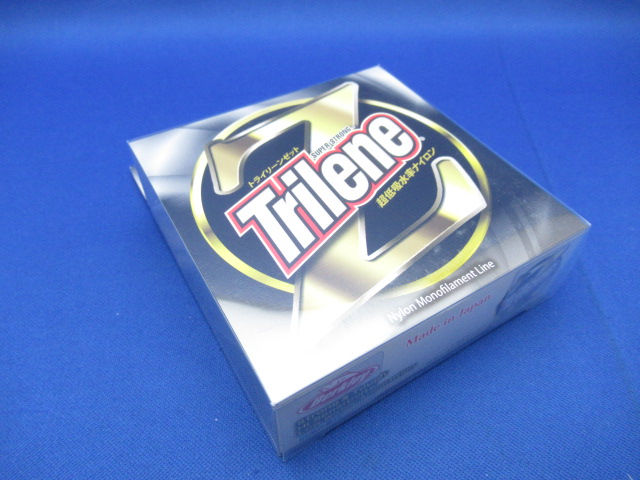 SUPER STRONG
トライリーンゼット
Trilene
Z
超低吸水率ナイロン
Nylon Monofilament Line
Made in Japan
Berkley